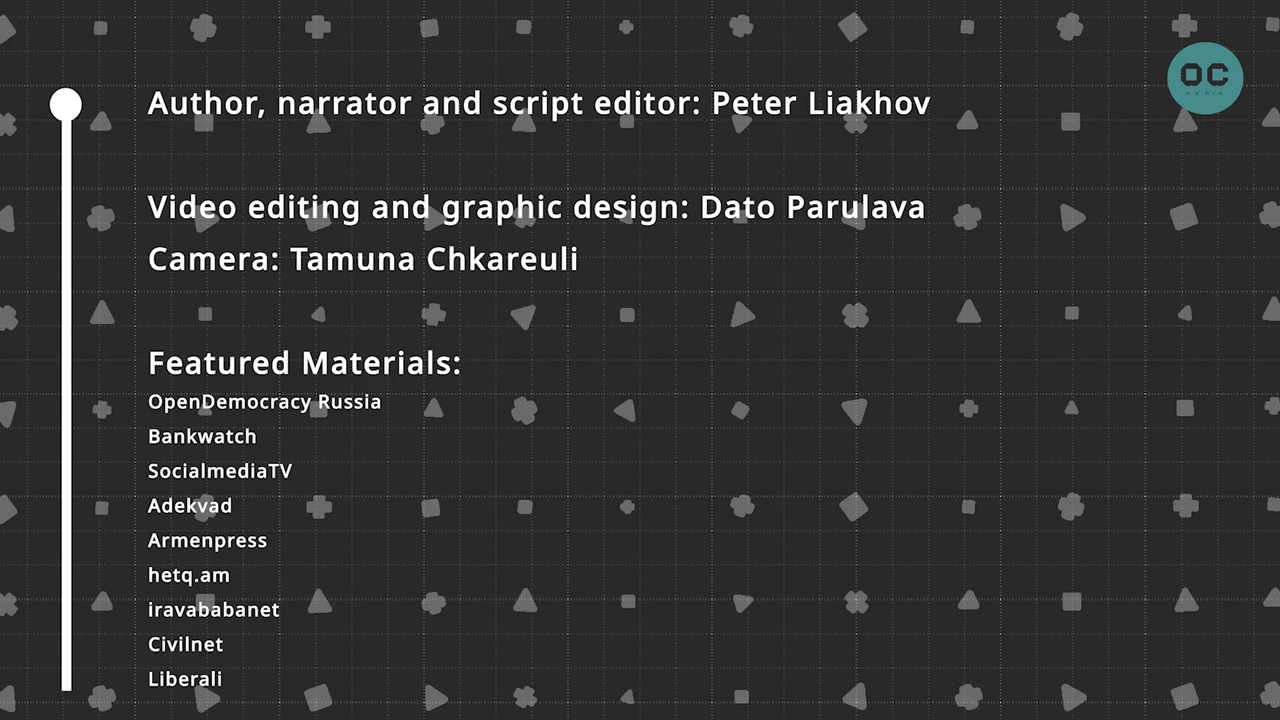 OC
MEDIA
Author, narrator and script editor: Peter Liakhov
Video editing and graphic design: Dato Parulava
Camera: Tamuna Chkareuli
Featured Materials:
OpenDemocracy Russia
Bankwatch
SocialmediaTV
Adekvad
Armenpress
hetq.am
iravababanet
Civilnet
Liberali